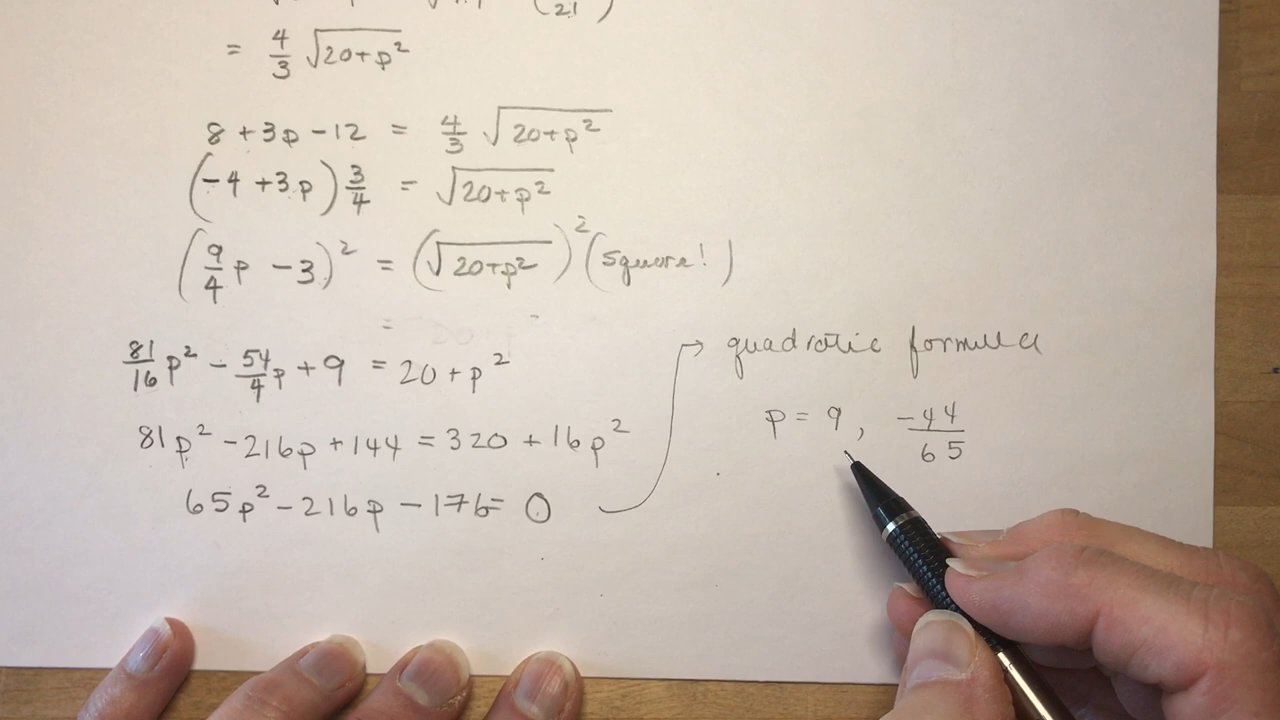 = 4/3 √(20+p²)
8 + 3p - 12 = 4/3 √(20+p²)
(-4 + 3p) 3/4 = √(20+p²)
(9/4 p - 3)² = (√(20+p²))² (square!)
81/16 p² - 54/4 p + 9 = 20 + p²
81p² - 216p + 144 = 320 + 16p²
65p² - 216p - 176 = 0
quadratic formula
p = 9, -44/65